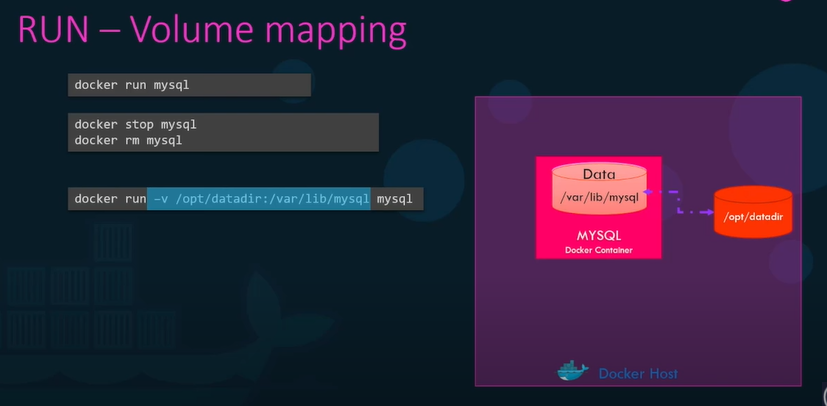 RUN – Volume mapping
docker run mysql
docker stop mysql
docker rm mysql
docker run -v /opt/datadir:/var/lib/mysql mysql
Data
/var/lib/mysql
/opt/datadir
MYSQL
Docker Container
Docker Host